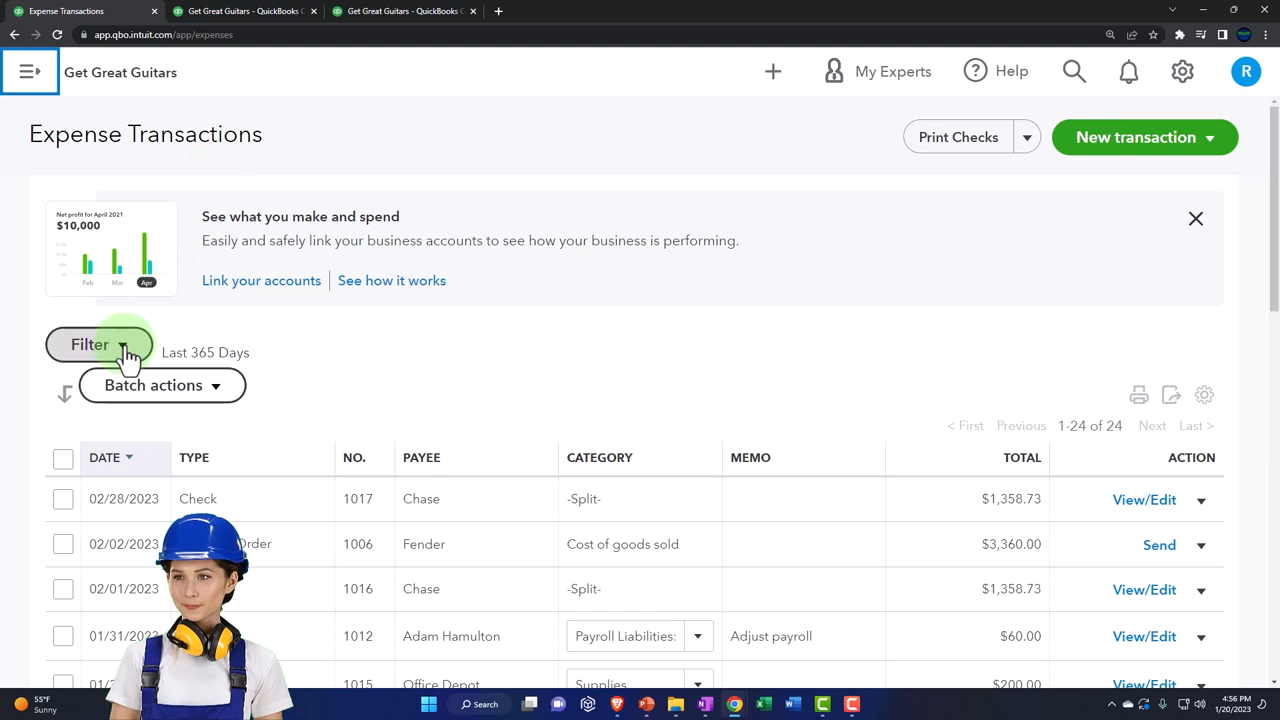 Expense Transactions
Get Great Guitars - QuickBooks O
Get Great Guitars - QuickBooks O
app.qbo.intuit.com/app/expenses
Get Great Guitars
My Experts
Help
R
Expense Transactions
Print Checks
New transaction
Net profit for April 2021
$10,000
Feb Mar Apr
See what you make and spend
Easily and safely link your business accounts to see how your business is performing.
Link your accounts
See how it works
Filter
Last 365 Days
Batch actions
< First Previous 1-24 of 24 Next Last >
DATE TYPE NO. PAYEE CATEGORY MEMO TOTAL ACTION
02/28/2023 Check 1017 Chase -Split- $1,358.73 View/Edit
02/02/2023 Order 1006 Fender Cost of goods sold $3,360.00 Send
02/01/2023 1016 Chase -Split- $1,358.73 View/Edit
01/31/2023 1012 Adam Hamulton Payroll Liabilities: Adjust payroll $60.00 View/Edit
1015 Office Depot Supplies $200.00 View/Edit
55°F
Sunny
Search
4:56 PM
1/20/2023